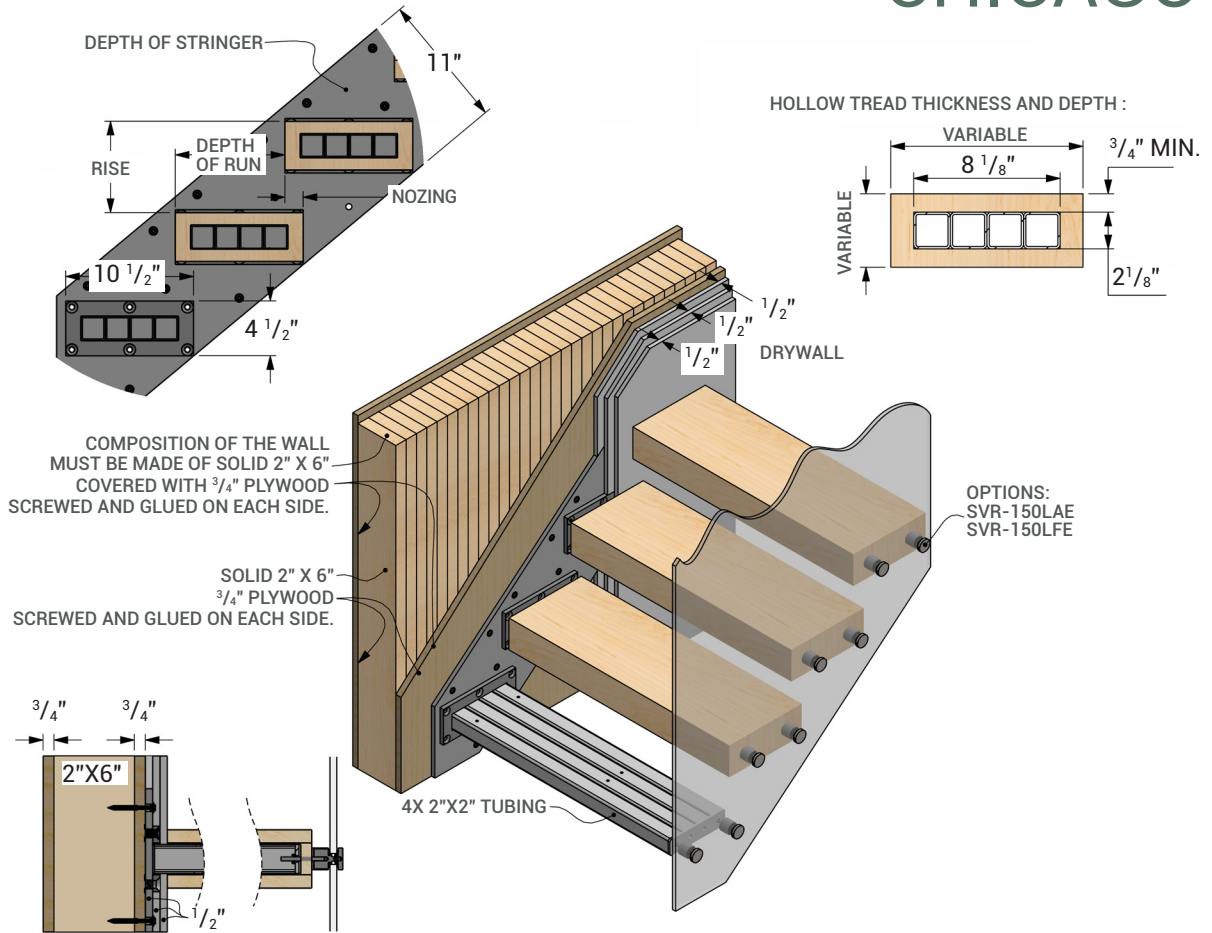 CHICAGO
DEPTH OF STRINGER
11"
HOLLOW TREAD THICKNESS AND DEPTH :
VARIABLE
8 1/8"
3/4" MIN.
VARIABLE
2 1/8"
RISE
DEPTH
OF RUN
NOZING
10 1/2"
4 1/2"
1/2"
1/2"
1/2"
DRYWALL
COMPOSITION OF THE WALL
MUST BE MADE OF SOLID 2" X 6"
COVERED WITH 3/4" PLYWOOD
SCREWED AND GLUED ON EACH SIDE.
OPTIONS:
SVR-150LAE
SVR-150LFE
SOLID 2" X 6"
3/4" PLYWOOD
SCREWED AND GLUED ON EACH SIDE.
3/4"
3/4"
2"X6"
4X 2"X2" TUBING
1/2"